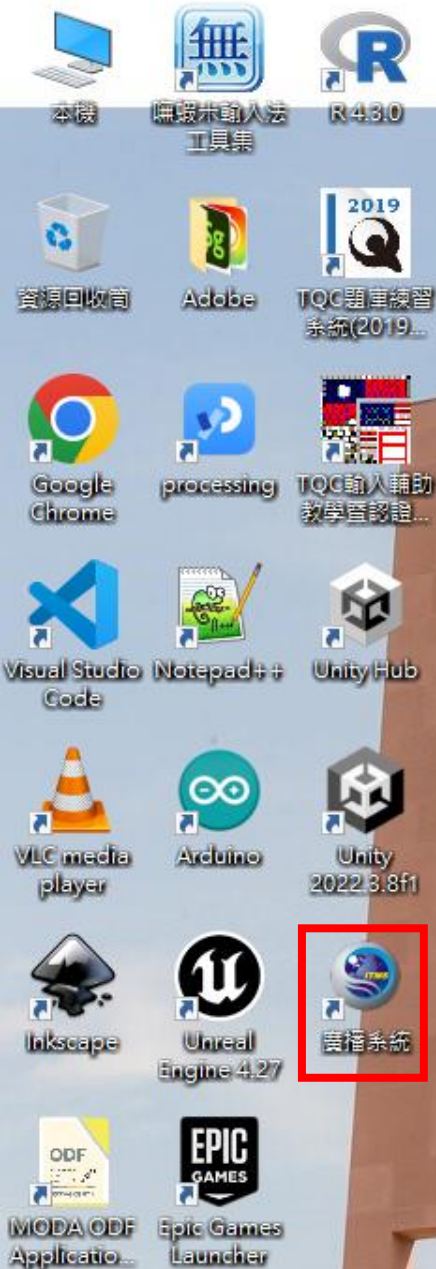 無
本機
嘸蝦米輸入法
工具集
R 4.3.0
2019
資源回收筒
Adobe
TQC題庫練習
系統(2019...
Google
Chrome
processing
TQC輸入輔助
教學暨認證...
Visual Studio
Code
Notepad++
Unity Hub
VLC media
player
Arduino
Unity
2022.3.8f1
ITMS
Inkscape
Unreal
Engine 4.27
廣播系統
ODF
EPIC
GAMES
MODA ODF
Applicatio...
Epic Games
Launcher